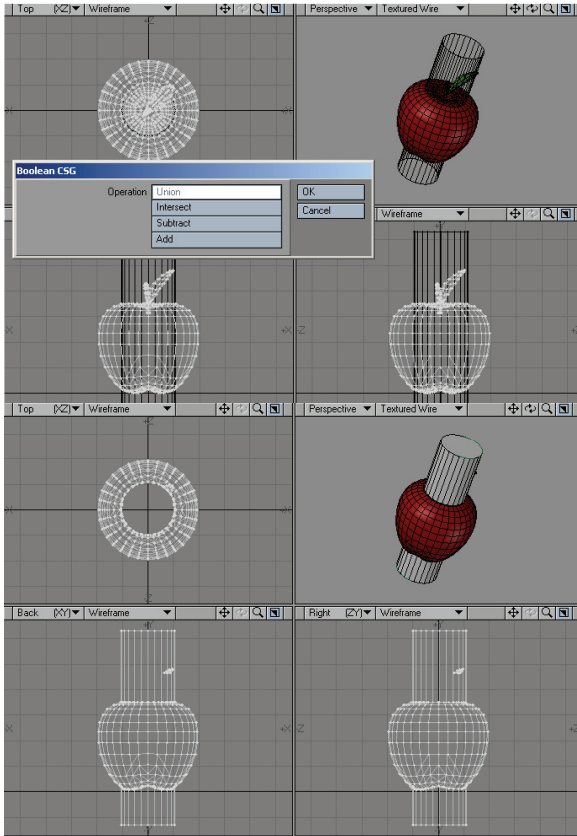 Top (XZ) Wireframe
Perspective Textured Wire
Boolean CSG
Operation Union OK
Intersect Cancel
Subtract
Add
Wireframe
Top (XZ) Wireframe
Perspective Textured Wire
Back (XY) Wireframe
Right (ZY) Wireframe